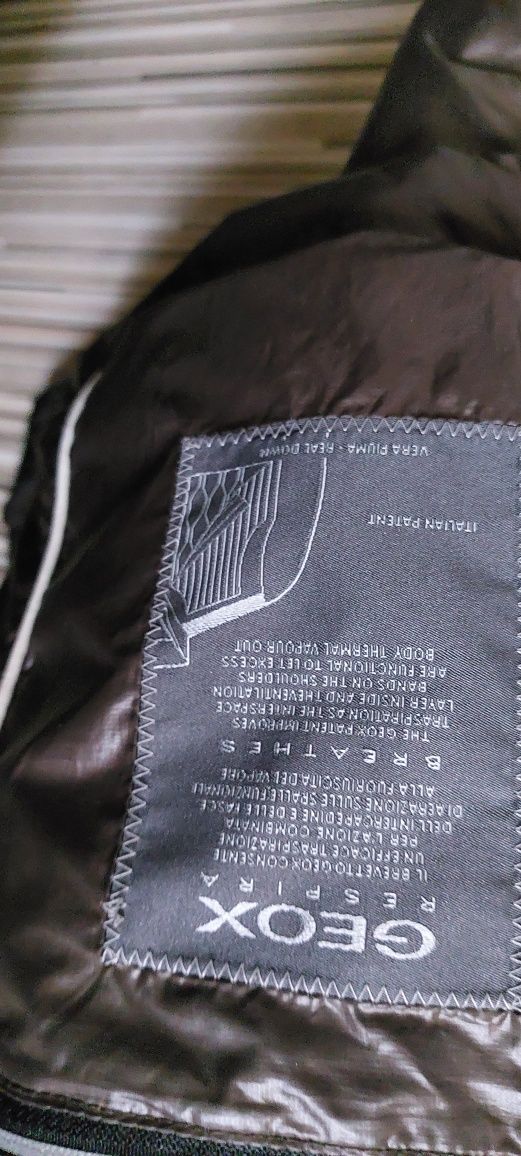 GEOX
RESPIRA
IL BREVETTO GEOX CONSENTE
UN EFFICACE TRASPIRAZIONE
PER L'AZIONE COMBINATA
DELL'INTERCAPEDINE E DELLE FASCE
DI AERAZIONE SULLE SPALLE,FUNZIONALI
ALLA FUORIUSCITA DEL VAPORE
BREATHES
THE GEOX PATENT IMPROVES
TRASPIRATION AS THE INTERSPACE
LAYER INSIDE AND THE VENTILATION
BANDS ON THE SHOULDERS
ARE FUNCTIONAL TO LET EXCESS
BODY THERMAL VAPOUR OUT
ITALIAN PATENT
VERA PIUMA - REAL DOWN